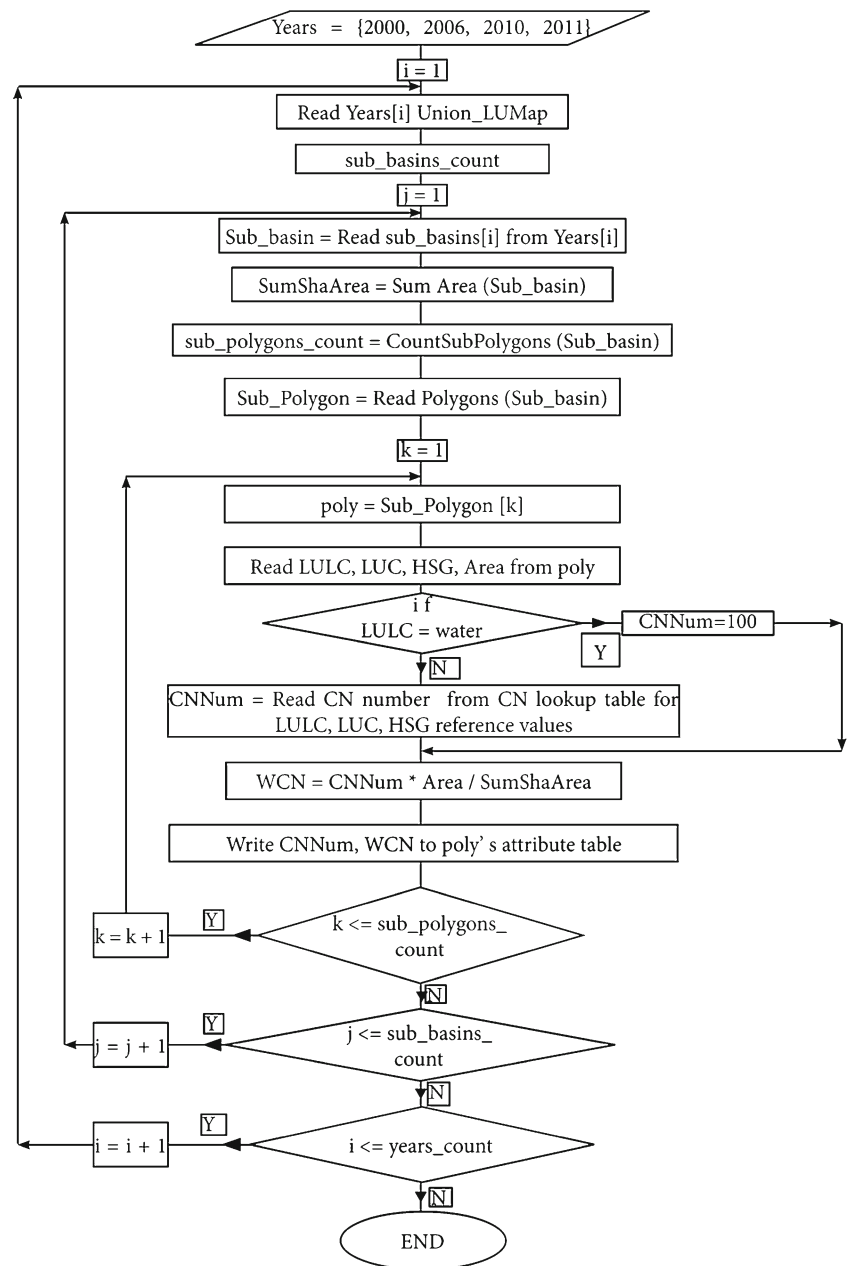 Years = {2000, 2006, 2010, 2011}
i = 1
Read Years[i] Union_LUMap
sub_basins_count
j = 1
Sub_basin = Read sub_basins[i] from Years[i]
SumShaArea = Sum Area (Sub_basin)
sub_polygons_count = CountSubPolygons (Sub_basin)
Sub_Polygon = Read Polygons (Sub_basin)
k = 1
poly = Sub_Polygon [k]
Read LULC, LUC, HSG, Area from poly
i f
LULC = water
CNNum=100
Y
N
CNNum = Read CN number from CN lookup table for
LULC, LUC, HSG reference values
WCN = CNNum * Area / SumShaArea
Write CNNum, WCN to poly' s attribute table
k <= sub_polygons_
count
Y
k = k + 1
N
j <= sub_basins_
count
Y
j = j + 1
N
i <= years_count
Y
i = i + 1
N
END